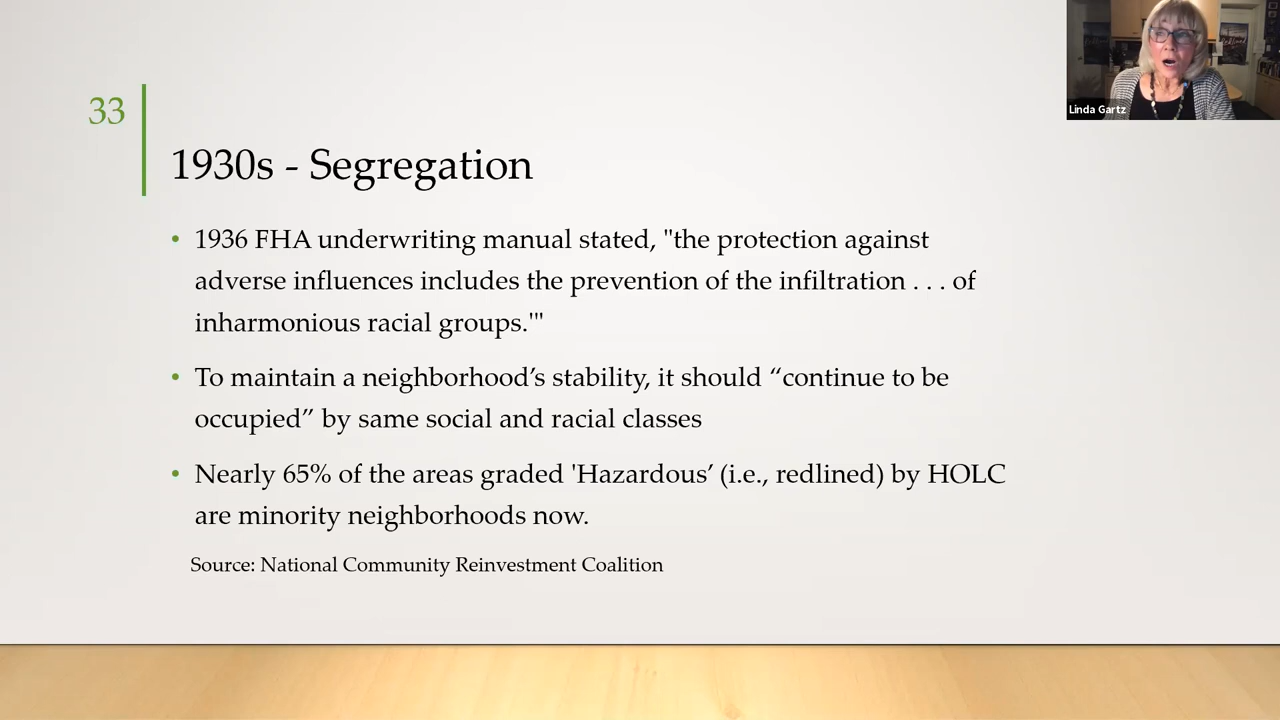 Linda Gartz
33
1930s - Segregation
• 1936 FHA underwriting manual stated, "the protection against
adverse influences includes the prevention of the infiltration . . . of
inharmonious racial groups.'"
• To maintain a neighborhood’s stability, it should “continue to be
occupied” by same social and racial classes
• Nearly 65% of the areas graded 'Hazardous’ (i.e., redlined) by HOLC
are minority neighborhoods now.
Source: National Community Reinvestment Coalition